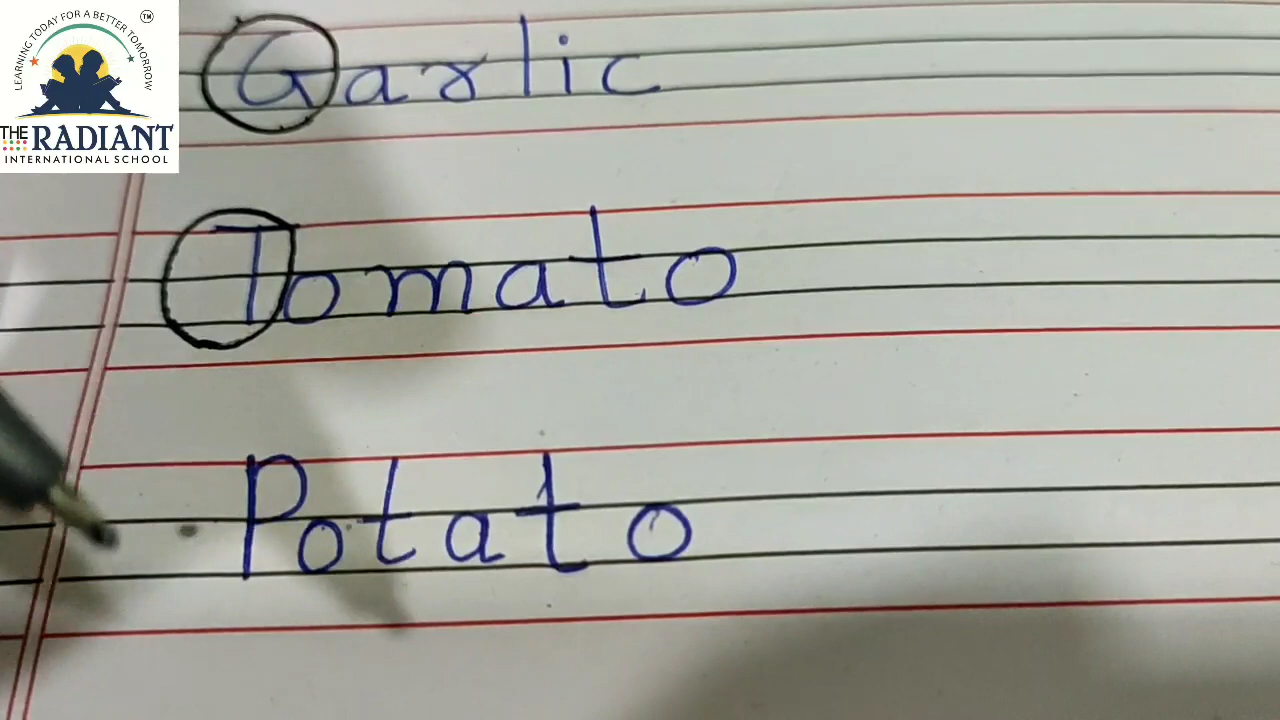 LEARNING TODAY FOR A BETTER TOMORROW
TM
THE RADIANT
INTERNATIONAL SCHOOL
Garlic
Tomato
Potato